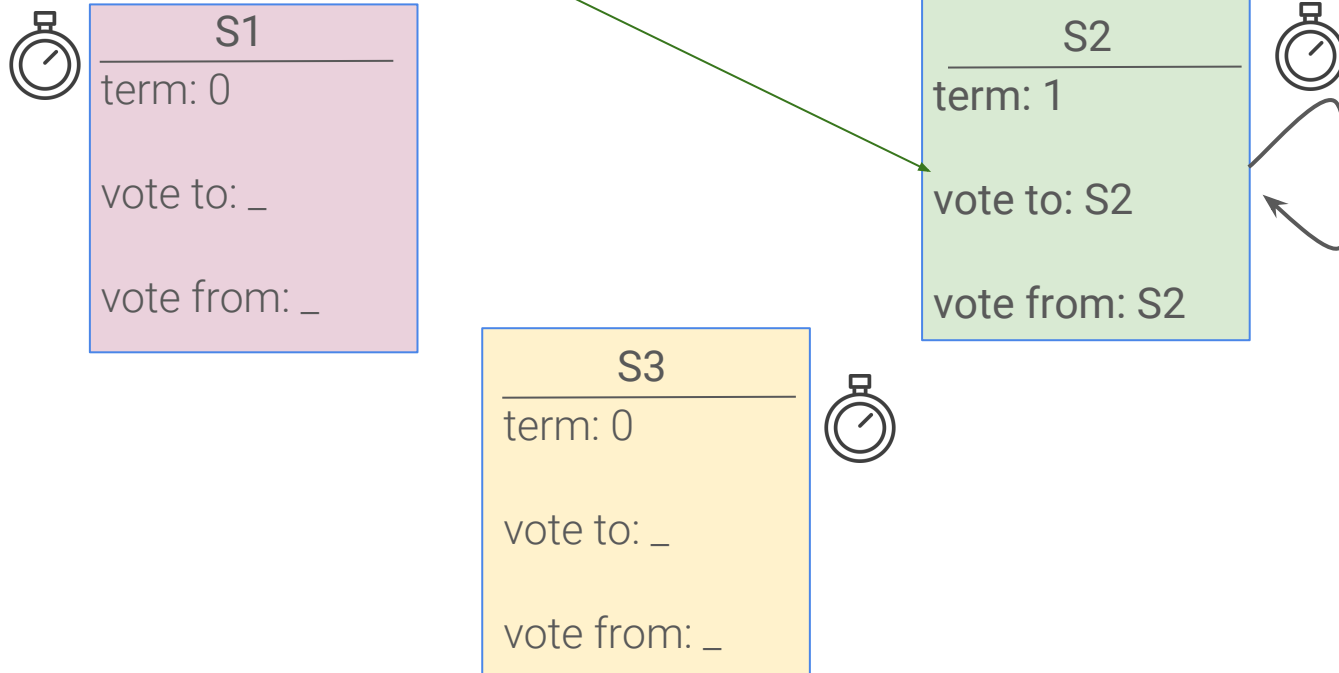 S1
term: 0
vote to: _
vote from: _
S2
term: 1
vote to: S2
vote from: S2
S3
term: 0
vote to: _
vote from: _